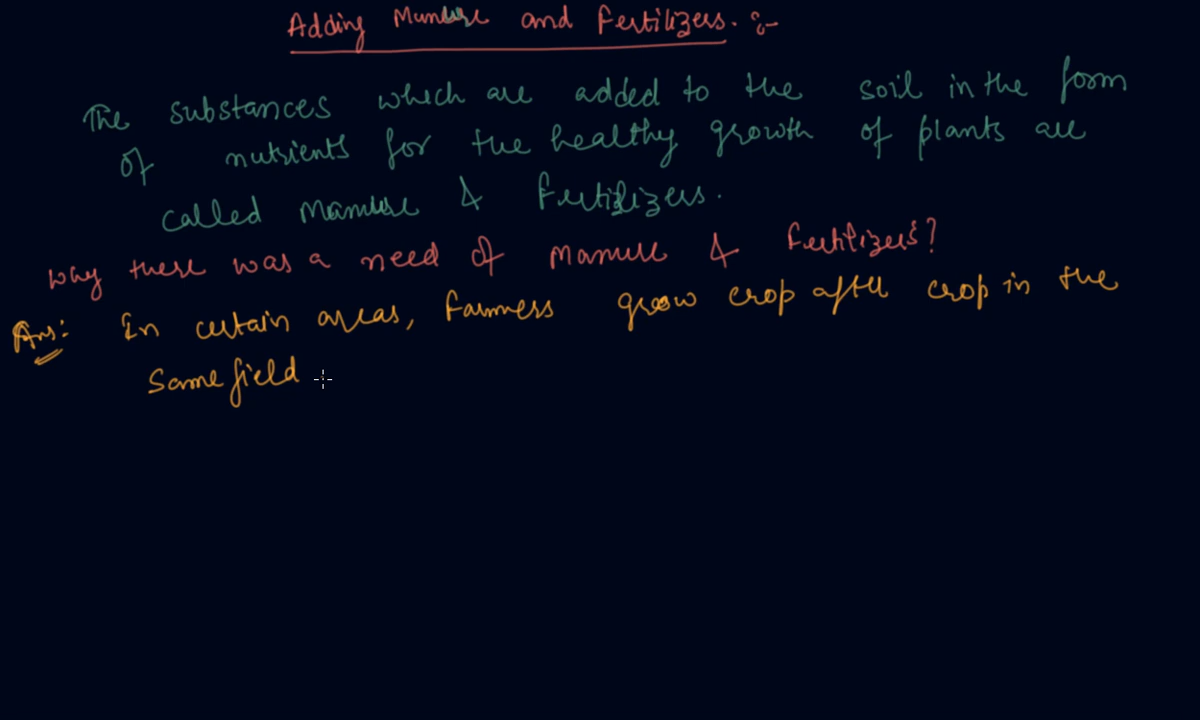 Adding Manure and Fertilizers. :-
The substances which are added to the soil in the form
of nutrients for the healthy growth of plants are
called Manure & Fertilizers.
Why there was a need of Manure & Fertilizers?
Ans: In certain areas, farmers grow crop after crop in the
Same field